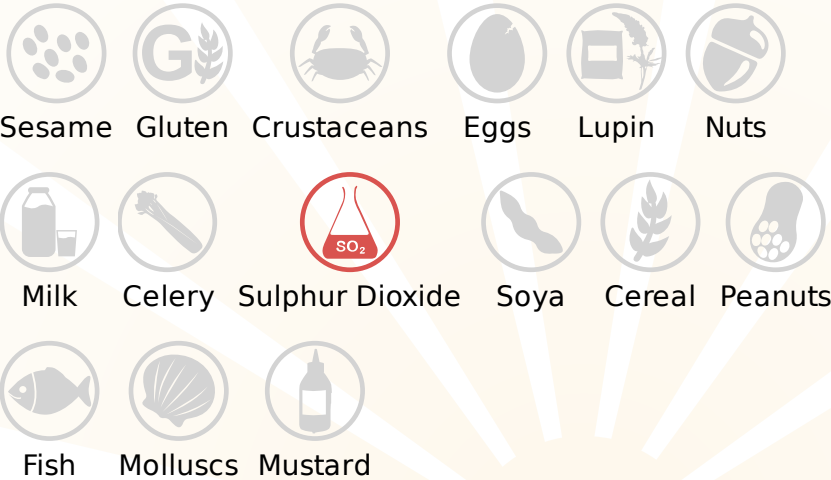 G
Sesame Gluten Crustaceans Eggs Lupin Nuts
SO₂
Milk Celery Sulphur Dioxide Soya Cereal Peanuts
Fish Molluscs Mustard